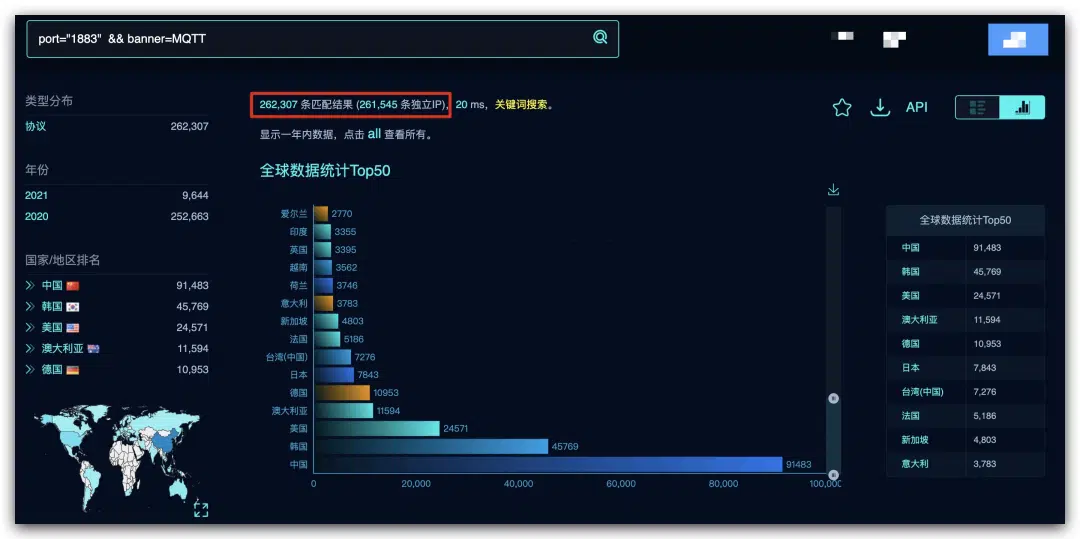 port="1883" && banner=MQTT
类型分布
协议 262,307
年份
2021 9,644
2020 252,663
国家/地区排名
中国 91,483
韩国 45,769
美国 24,571
澳大利亚 11,594
德国 10,953
262,307 条匹配结果 (261,545 条独立IP), 20 ms, 关键词搜索。
显示一年内数据,点击 all 查看所有。
API
全球数据统计Top50
爱尔兰 2770
印度 3355
英国 3395
越南 3562
荷兰 3746
意大利 3783
新加坡 4803
法国 5186
台湾(中国) 7276
日本 7843
德国 10953
澳大利亚 11594
美国 24571
韩国 45769
中国 91483
0 20,000 40,000 60,000 80,000 100,000
全球数据统计Top50
中国 91,483
韩国 45,769
美国 24,571
澳大利亚 11,594
德国 10,953
日本 7,843
台湾(中国) 7,276
法国 5,186
新加坡 4,803
意大利 3,783